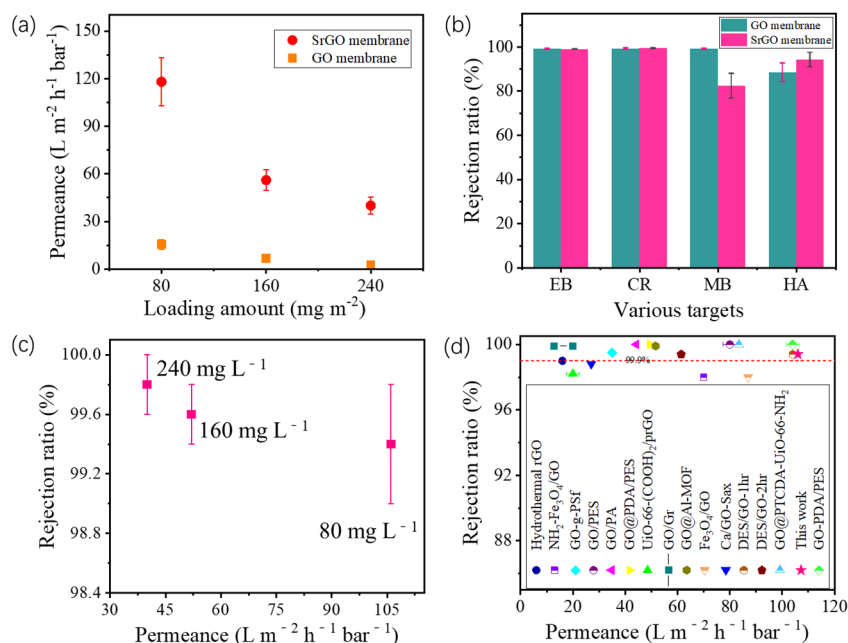 (a)
SrGO membrane
GO membrane
150
120
90
60
30
0
80
160
240
Permeance (L m⁻² h⁻¹ bar⁻¹)
Loading amount (mg m⁻²)
(b)
GO membrane
SrGO membrane
100
80
60
40
20
0
EB
CR
MB
HA
Rejection ratio (%)
Various targets
(c)
100.0
99.6
99.2
98.8
98.4
240 mg L⁻¹
160 mg L⁻¹
80 mg L⁻¹
30
45
60
75
90
105
Rejection ratio (%)
Permeance (L m⁻² h⁻¹ bar⁻¹)
(d)
100
96
92
88
99.9%
Hydrothermal rGO
NH₂-Fe₃O₄/GO
GO-g-PSf
GO/PES
GO/PA
GO@PDA/PES
UiO-66-(COOH)₂/prGO
GO/Gr
GO@Al-MOF
Fe₃O₄/GO
Ca/GO-Sax
DES/GO-1hr
DES/GO-2hr
GO@PTCDA-UiO-66-NH₂
This work
GO-PDA/PES
0
20
40
60
80
100
120
Rejection ratio (%)
Permeance (L m⁻² h⁻¹ bar⁻¹)